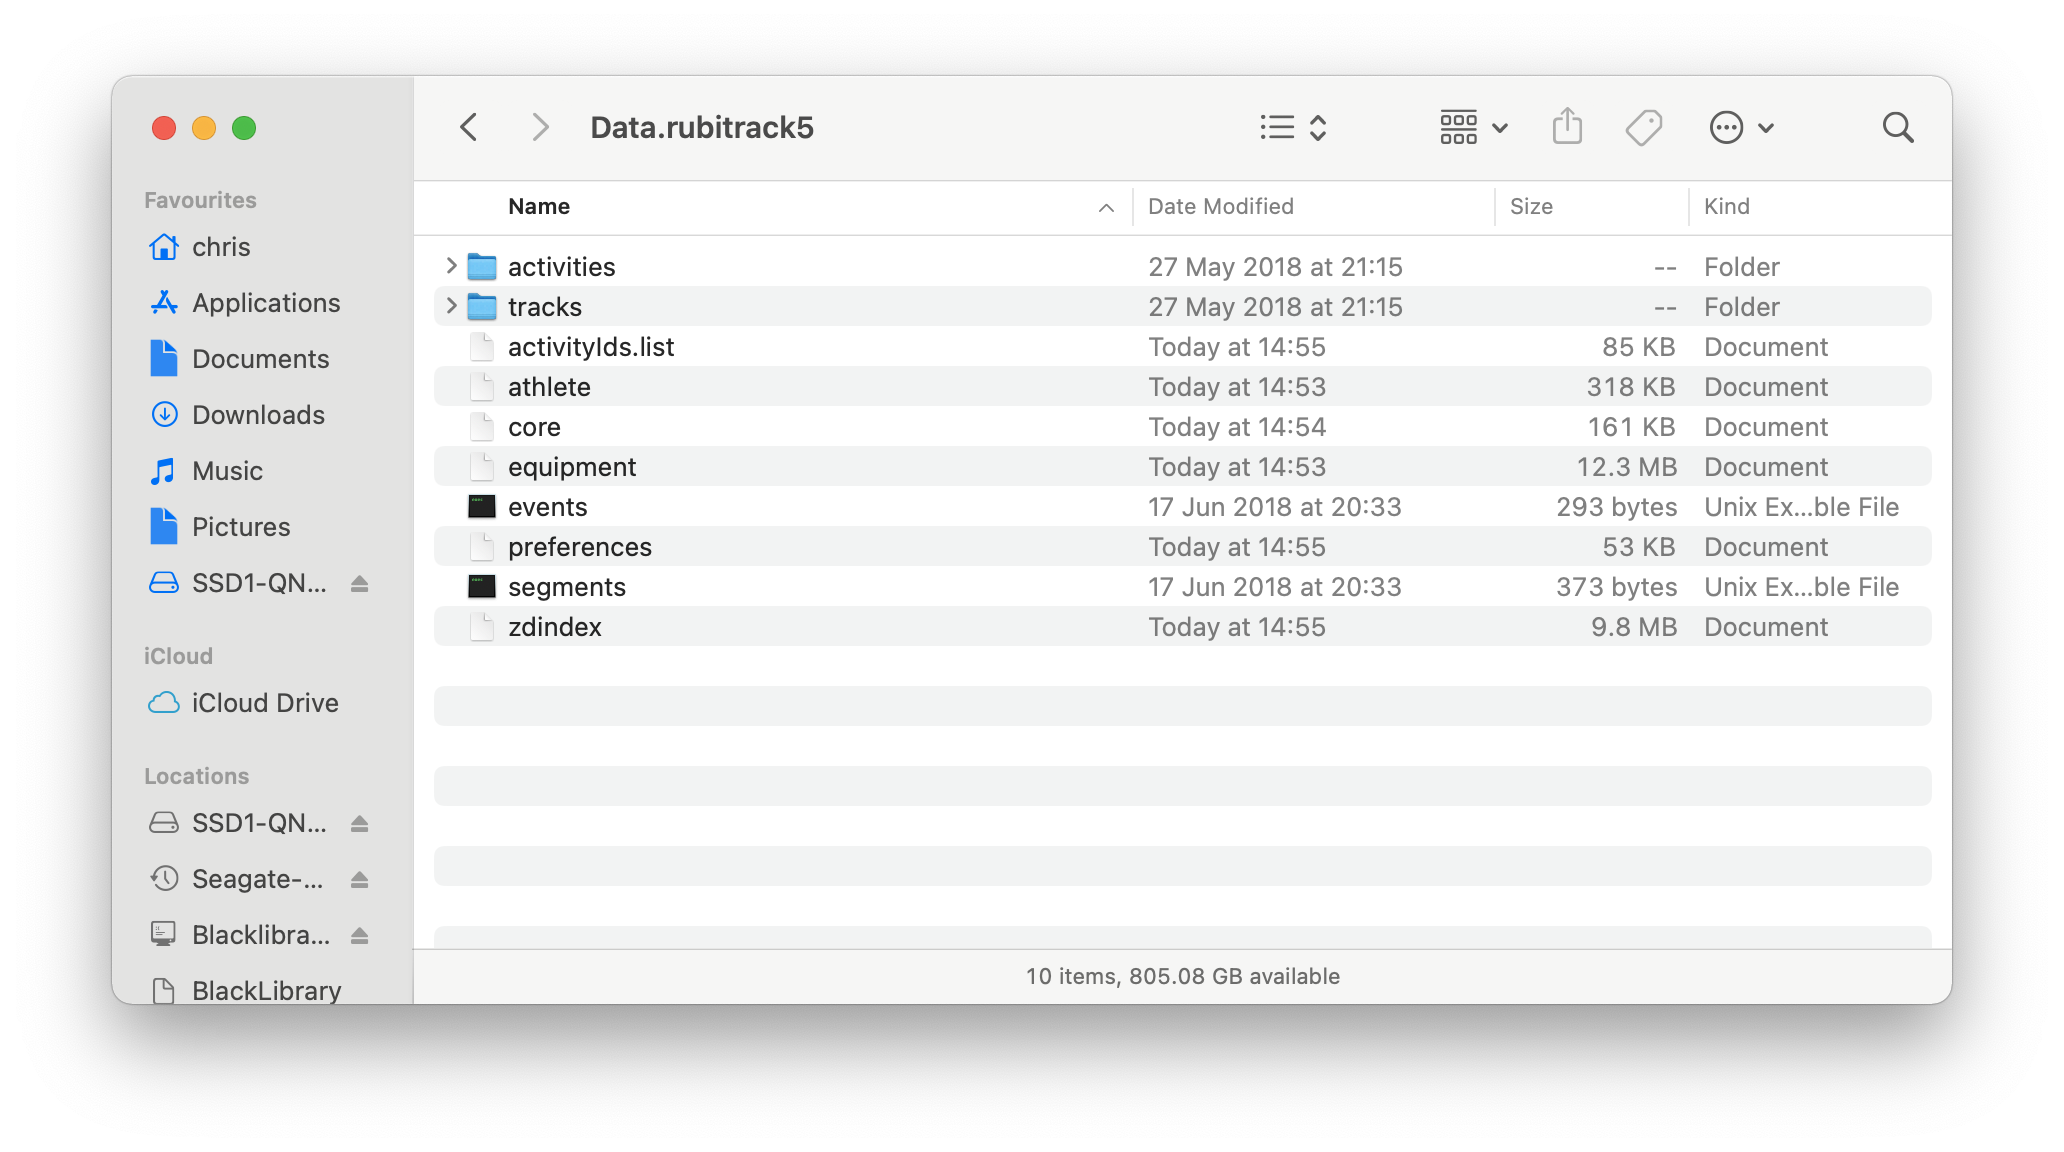 Data.rubitrack5
Favourites
chris
Applications
Documents
Downloads
Music
Pictures
SSD1-QN...
iCloud
iCloud Drive
Locations
SSD1-QN...
Seagate-...
Blacklibra...
BlackLibrary
Name Date Modified Size Kind
activities 27 May 2018 at 21:15 -- Folder
tracks 27 May 2018 at 21:15 -- Folder
activityIds.list Today at 14:55 85 KB Document
athlete Today at 14:53 318 KB Document
core Today at 14:54 161 KB Document
equipment Today at 14:53 12.3 MB Document
events 17 Jun 2018 at 20:33 293 bytes Unix Ex...ble File
preferences Today at 14:55 53 KB Document
segments 17 Jun 2018 at 20:33 373 bytes Unix Ex...ble File
zdindex Today at 14:55 9.8 MB Document
10 items, 805.08 GB available